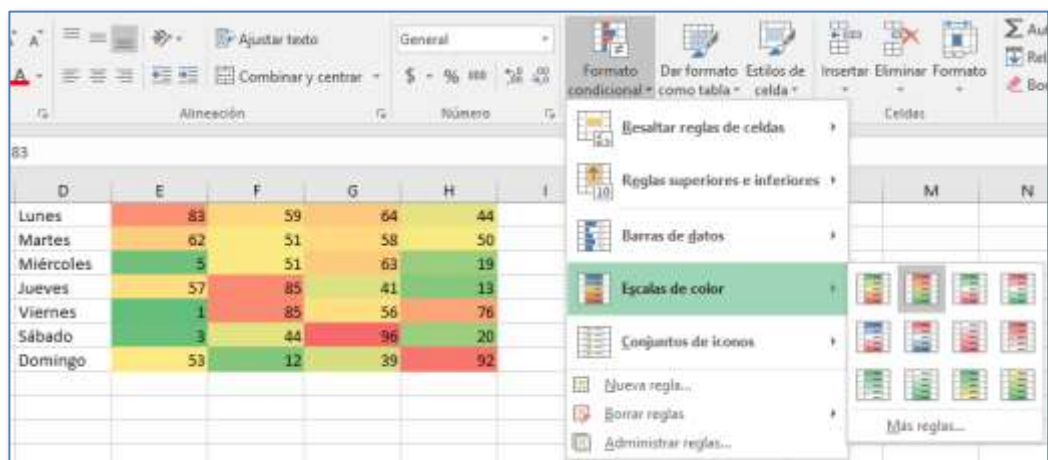 Ajustar texto
General
Combinar y centrar
$ - % 000
Alineación
Número
Formato condicional
Dar formato como tabla
Estilos de celda
Insertar Eliminar Formato
Celdas
83
D E F G H I M N
Lunes 83 59 64 44
Martes 62 51 58 50
Miércoles 5 51 63 19
Jueves 57 85 41 13
Viernes 1 85 56 76
Sábado 3 44 96 20
Domingo 53 12 39 92
Resaltar reglas de celdas
Reglas superiores e inferiores
Barras de datos
Escalas de color
Conjuntos de iconos
Nueva regla...
Borrar reglas
Administrar reglas...
Más reglas...